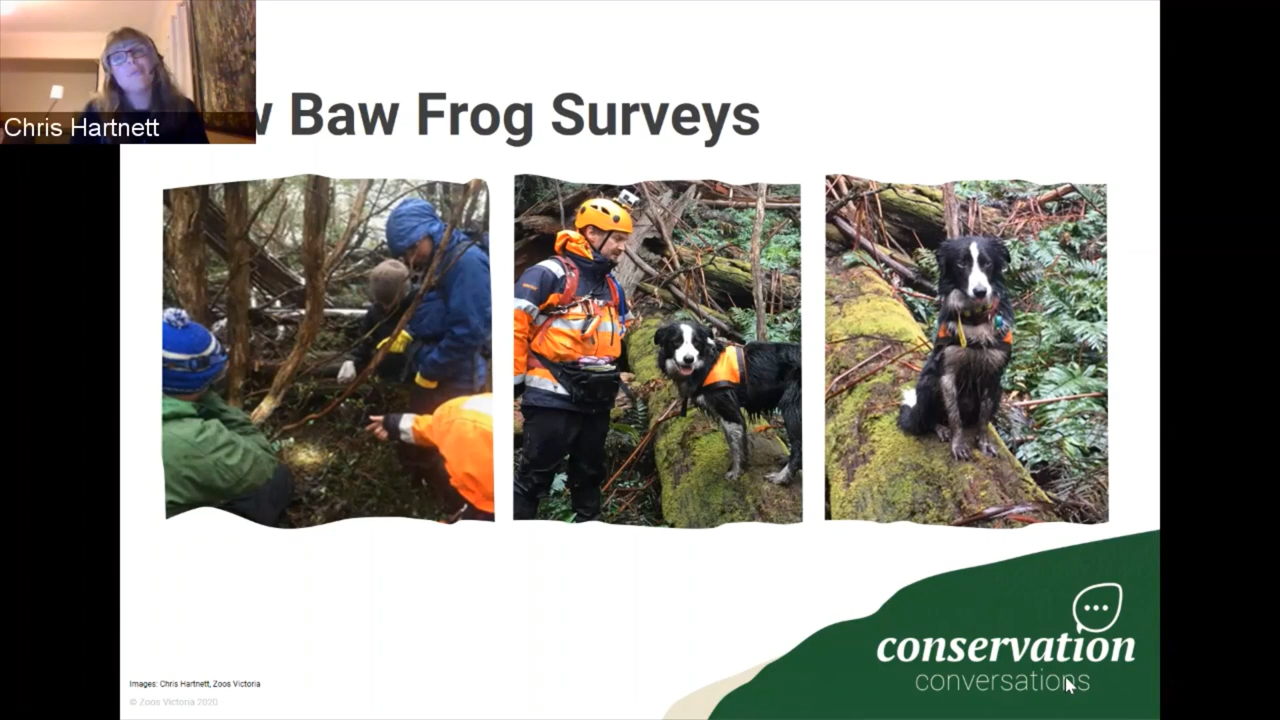 Chris Hartnett
w Baw Frog Surveys
conservation
conversations
Images: Chris Hartnett, Zoos Victoria
© Zoos Victoria 2020